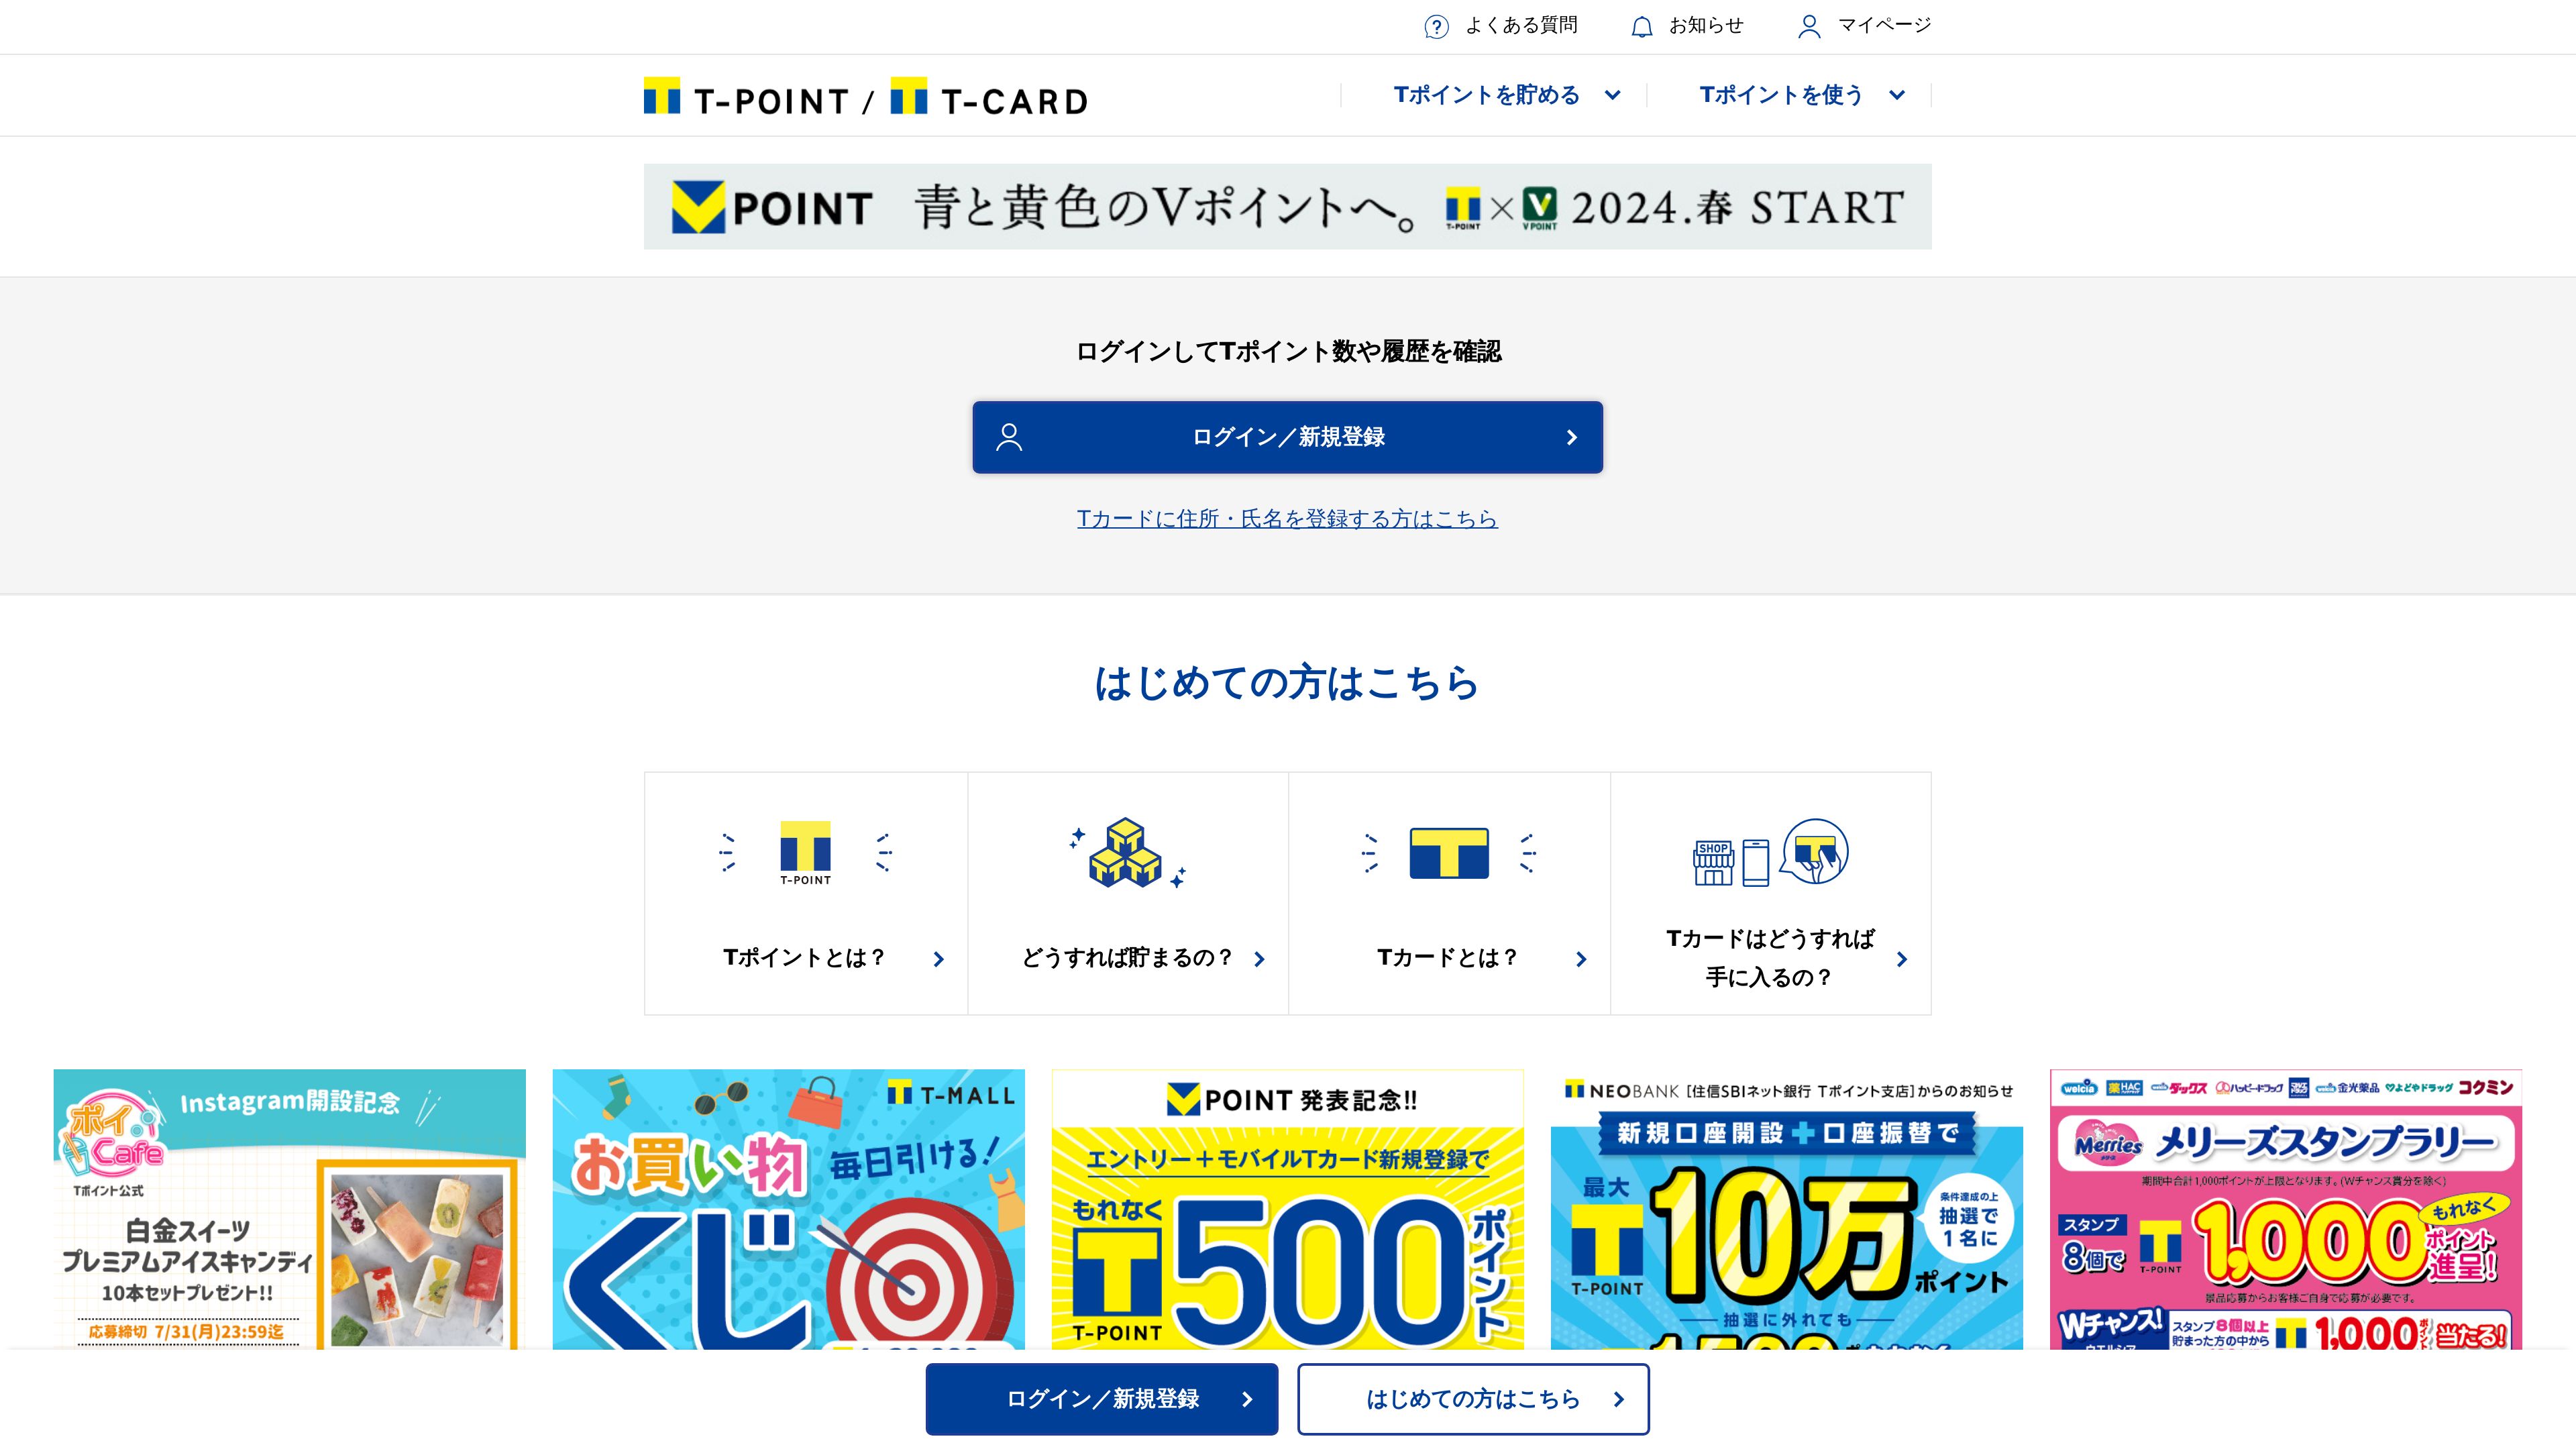 よくある質問
お知らせ
マイページ
T-POINT / T-CARD
Tポイントを貯める
Tポイントを使う
POINT 青と黄色のVポイントへ。 T-POINT × V POINT 2024.春 START
ログインしてTポイント数や履歴を確認
ログイン／新規登録
Tカードに住所・氏名を登録する方はこちら
はじめての方はこちら
T-POINT
SHOP
Tポイントとは？
どうすれば貯まるの？
Tカードとは？
Tカードはどうすれば
手に入るの？
Instagram開設記念
ポイ
Cafe
Tポイント公式
白金スイーツ
プレミアムアイスキャンディ
10本セットプレゼント!!
応募締切 7/31(月)23:59迄
T-MALL
お買い物 毎日引ける!
くじ
POINT 発表記念!!
エントリー＋モバイルTカード新規登録で
もれなく
T-POINT
500
ポイント
NEOBANK [住信SBIネット銀行 Tポイント支店]からのお知らせ
新規口座開設＋口座振替で
最大
T-POINT
10万
ポイント
条件達成の上
抽選で
1名に
抽選に外れても
welcia HAC ダックス ハッピードラッグ 金光薬品 よどやドラッグ コクミン
Merries メリーズスタンプラリー
期間中合計1,000ポイントが上限となります。(Wチャンス賞分を除く)
スタンプ
8個で
T-POINT
1,000
もれなく
ポイント
進呈!
景品応募からお客様ご自身で応募が必要です。
Wチャンス!
スタンプ8個以上
貯まった方の中から
1,000
当たる!
ログイン／新規登録
はじめての方はこちら